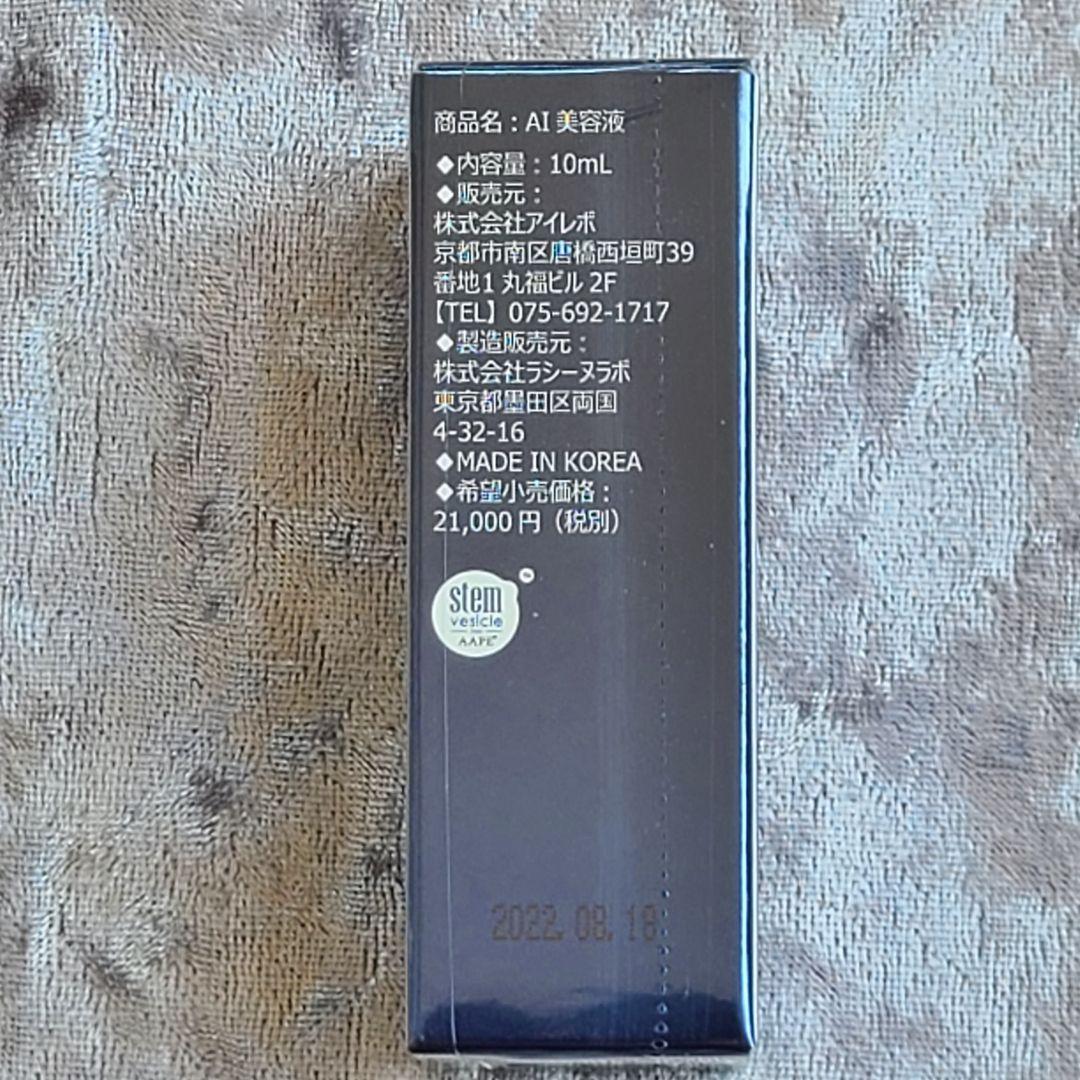 商品名：AI 美容液
◆内容量：10mL
◆販売元：
株式会社アイレボ
京都市南区唐橋西垣町39
番地1 丸福ビル 2F
【TEL】075-692-1717
◆製造販売元：
株式会社ラシーヌラボ
東京都墨田区両国
4-32-16
◆MADE IN KOREA
◆希望小売価格：
21,000円（税別）
stem
vesicle
AAPE
2022.08.18